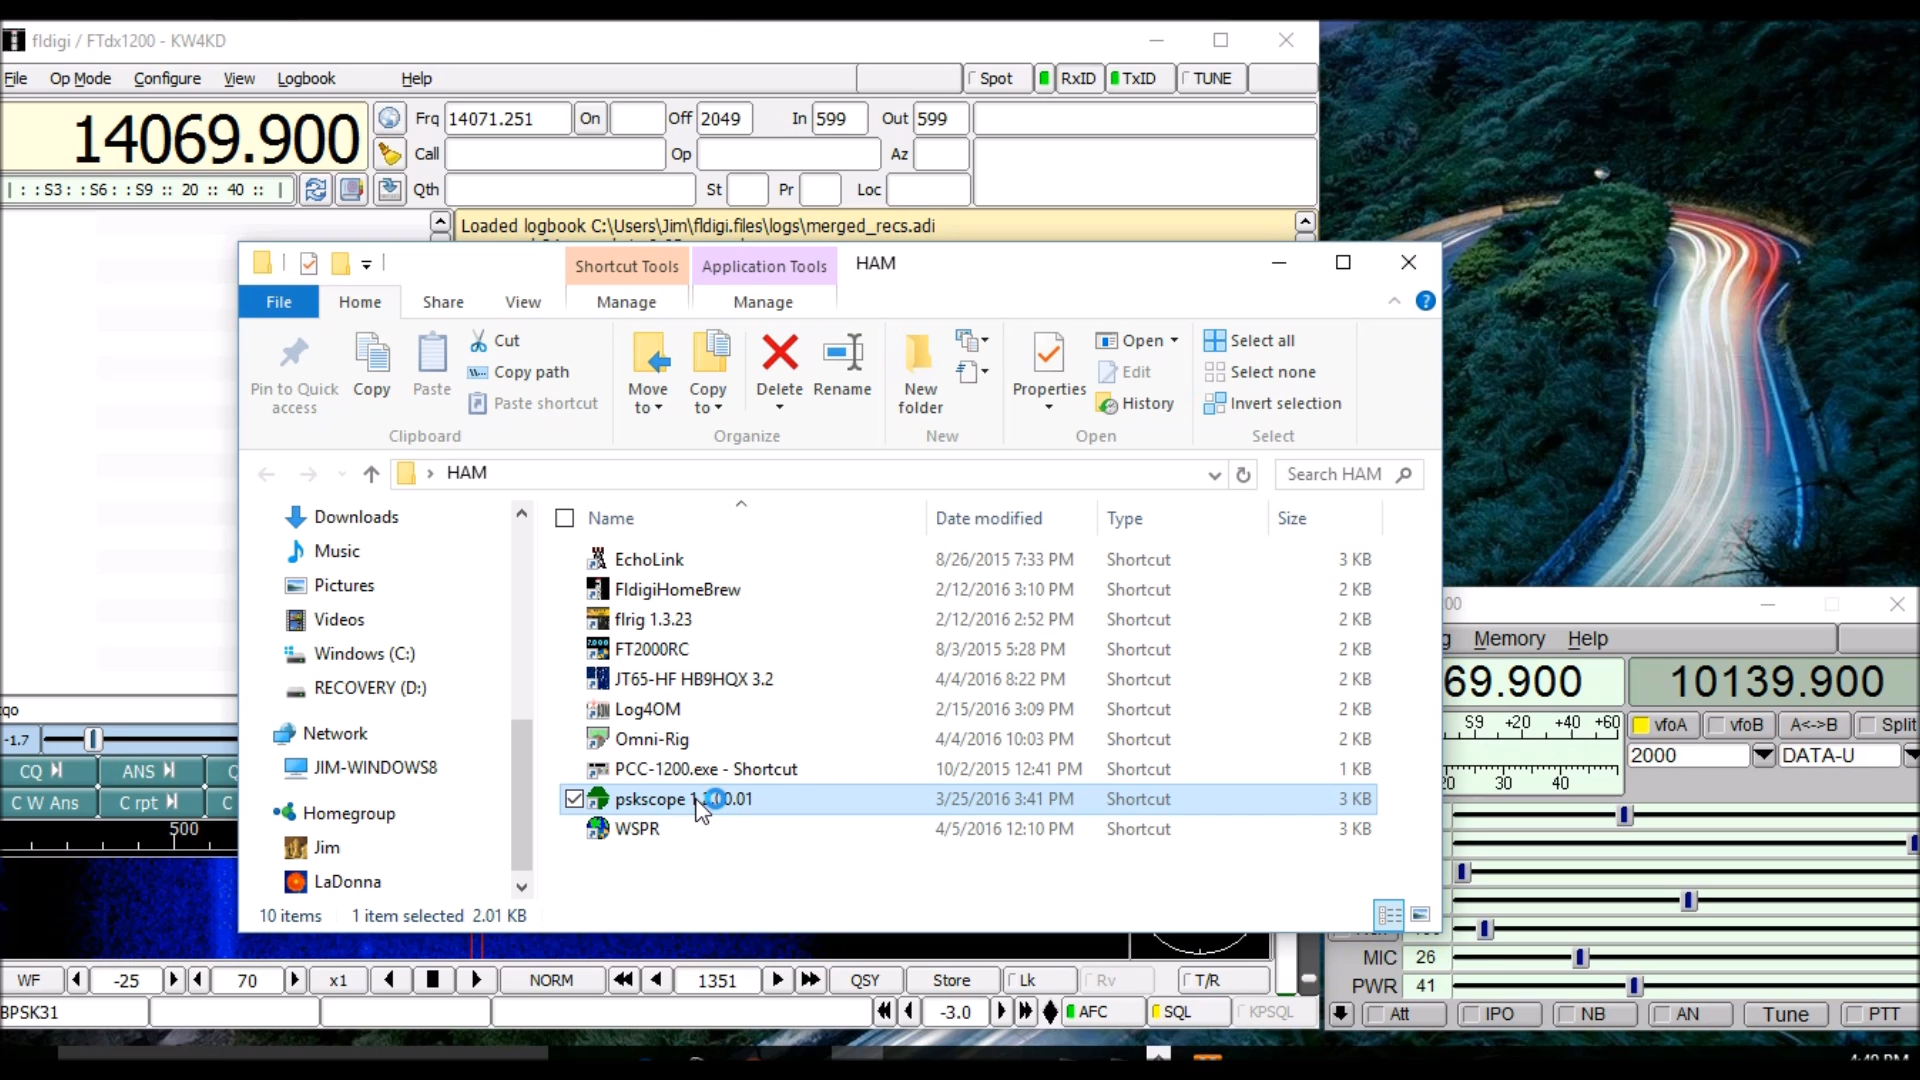 fldigi / FTdx1200 - KW4KD
File Op Mode Configure View Logbook Help Spot RxID TxID TUNE
14069.900 Frq 14071.251 On Off 2049 In 599 Out 599
Call Op Az
|::S3::S6::S9::20::40::| Qth St Pr Loc
Loaded logbook C:\Users\Jim\fldigi.files\logs\merged_recs.adi
Shortcut Tools Application Tools HAM
File Home Share View Manage Manage
Pin to Quick access
Copy
Paste
Cut
Copy path
Paste shortcut
Move to
Copy to
Delete
Rename
New folder
Properties
Open
Edit
History
Select all
Select none
Invert selection
Clipboard Organize New Open Select
HAM Search HAM
Downloads
Music
Pictures
Videos
Windows (C:)
RECOVERY (D:)
Network
JIM-WINDOWS8
Homegroup
Jim
LaDonna
Name Date modified Type Size
EchoLink 8/26/2015 7:33 PM Shortcut 3 KB
FldigiHomeBrew 2/12/2016 3:10 PM Shortcut 2 KB
flrig 1.3.23 2/12/2016 2:52 PM Shortcut 2 KB
FT2000RC 8/3/2015 5:28 PM Shortcut 2 KB
JT65-HF HB9HQX 3.2 4/4/2016 8:22 PM Shortcut 2 KB
Log4OM 2/15/2016 3:09 PM Shortcut 2 KB
Omni-Rig 4/4/2016 10:03 PM Shortcut 2 KB
PCC-1200.exe - Shortcut 10/2/2015 12:41 PM Shortcut 1 KB
pskscope 3/25/2016 3:41 PM Shortcut 3 KB
WSPR 4/5/2016 12:10 PM Shortcut 3 KB
10 items 1 item selected 2.01 KB
-1.7
CQ ANS
C W Ans C rpt C
500
WF -25 70 x1 NORM 1351 QSY Store Lk Rv T/R
BPSK31 -3.0 AFC SQL KPSQL
Memory Help
69.900 10139.900
S9 +20 +40 +60 vfoA vfoB A<->B Split
2000 DATA-U
20 30 40
MIC 26
PWR 41
Att IPO NB AN Tune PTT